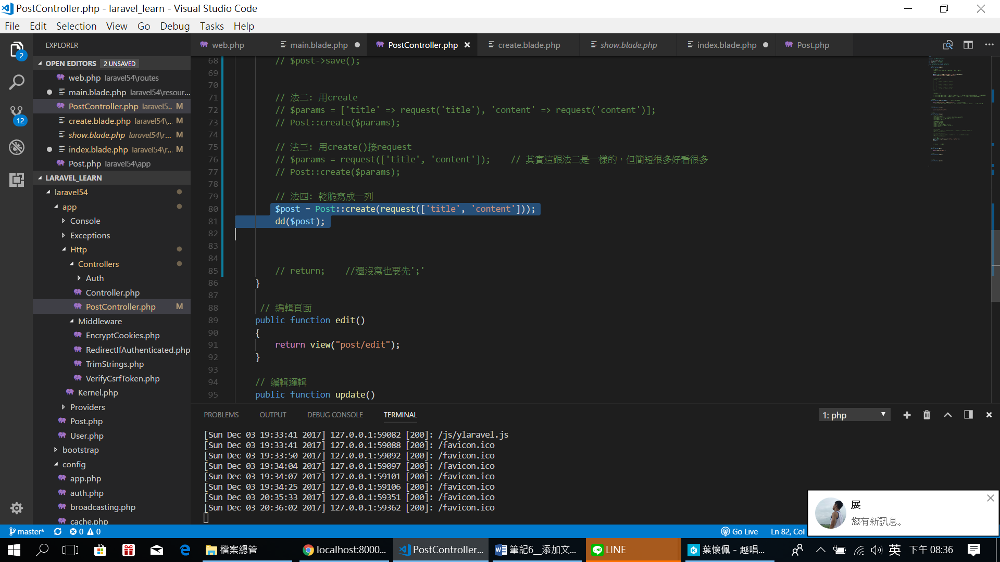 PostController.php - laravel_learn - Visual Studio Code
File Edit Selection View Go Debug Tasks Help
2
12
EXPLORER
OPEN EDITORS 2 UNSAVED
web.php laravel54\routes
main.blade.php laravel54\resour...
PostController.php laravel5... M
create.blade.php laravel54\... M
show.blade.php laravel54\r... M
index.blade.php laravel54\r... M
Post.php laravel54\app
LARAVEL_LEARN
laravel54
app
Console
Exceptions
Http
Controllers
Auth
Controller.php
PostController.php M
Middleware
EncryptCookies.php
RedirectIfAuthenticated.php
TrimStrings.php
VerifyCsrfToken.php
Kernel.php
Providers
Post.php
User.php
bootstrap
config
app.php
auth.php
broadcasting.php
cache.php
web.php main.blade.php PostController.php create.blade.php show.blade.php index.blade.php Post.php
68 // $post->save();
69
70
71 // 法二: 用create
72 // $params = ['title' => request('title'), 'content' => request('content')];
73 // Post::create($params);
74
75 // 法三: 用create()接request
76 // $params = request(['title', 'content']); // 其實這跟法二是一樣的，但簡短很多好看很多
77 // Post::create($params);
78
79 // 法四: 乾脆寫成一列
80 $post = Post::create(request(['title', 'content']));
81 dd($post);
82
83
84
85 // return; //還沒寫也要先';'
86 }
87
88 // 編輯頁面
89 public function edit()
90 {
91 return view("post/edit");
92 }
93
94 // 編輯邏輯
95 public function update()
PROBLEMS OUTPUT DEBUG CONSOLE TERMINAL 1: php
[Sun Dec 03 19:33:41 2017] 127.0.0.1:59082 [200]: /js/ylaravel.js
[Sun Dec 03 19:33:41 2017] 127.0.0.1:59088 [200]: /favicon.ico
[Sun Dec 03 19:33:50 2017] 127.0.0.1:59092 [200]: /favicon.ico
[Sun Dec 03 19:34:04 2017] 127.0.0.1:59097 [200]: /favicon.ico
[Sun Dec 03 19:34:07 2017] 127.0.0.1:59101 [200]: /favicon.ico
[Sun Dec 03 19:34:25 2017] 127.0.0.1:59106 [200]: /favicon.ico
[Sun Dec 03 20:35:33 2017] 127.0.0.1:59351 [200]: /favicon.ico
[Sun Dec 03 20:36:02 2017] 127.0.0.1:59362 [200]: /favicon.ico
展
您有新訊息。
master* 0 0 Go Live Ln 82, Col
檔案總管 localhost:8000... PostController... 筆記6__添加文... LINE 葉懷佩 - 越唱... 英 下午 08:36